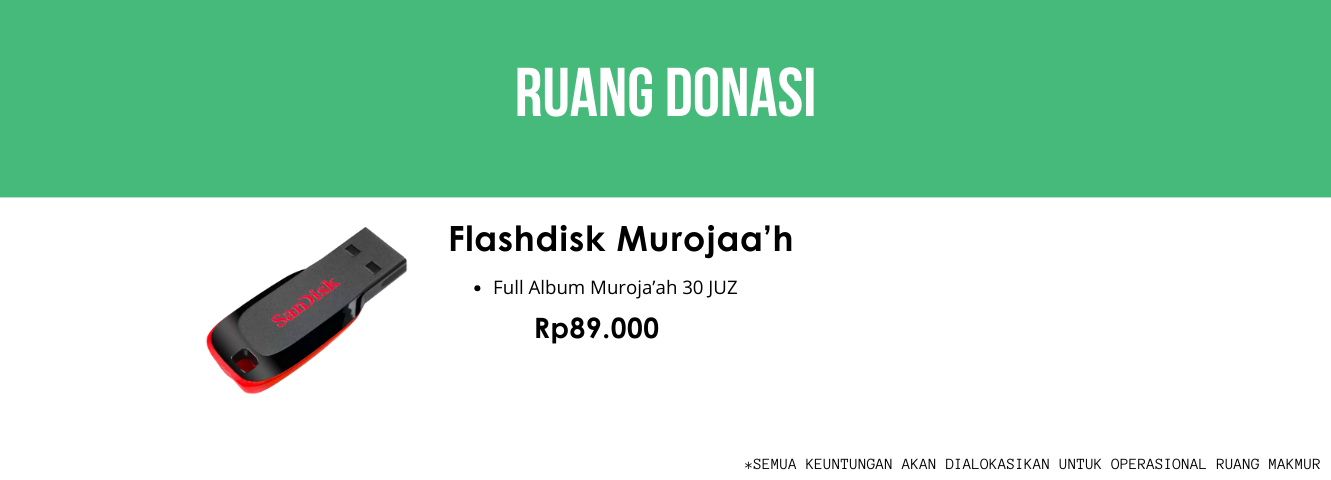 RUANG DONASI
Flashdisk Murojaa’h
• Full Album Muroja’ah 30 JUZ
Rp89.000
SanDisk
*SEMUA KEUNTUNGAN AKAN DIALOKASIKAN UNTUK OPERASIONAL RUANG MAKMUR